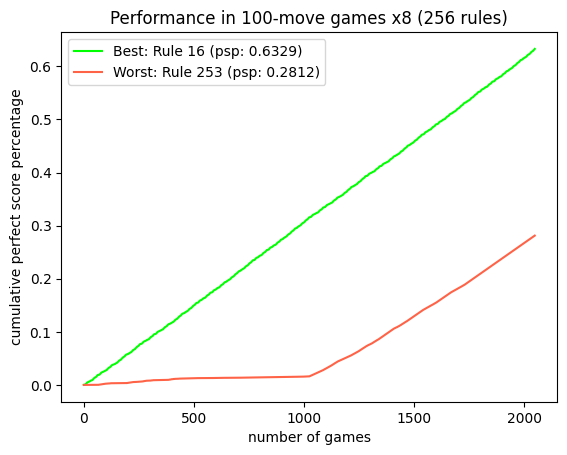 Performance in 100-move games x8 (256 rules)
Best: Rule 16 (psp: 0.6329)
Worst: Rule 253 (psp: 0.2812)
cumulative perfect score percentage
0.6
0.5
0.4
0.3
0.2
0.1
0.0
0 500 1000 1500 2000
number of games